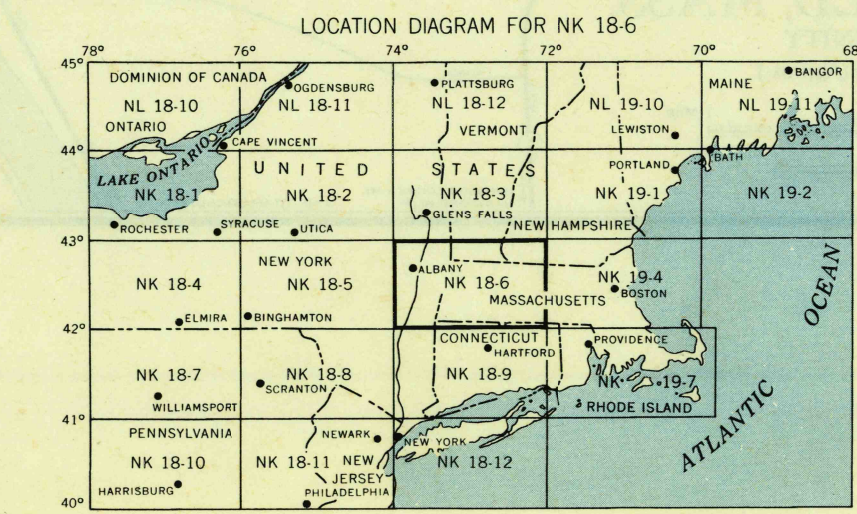 LOCATION DIAGRAM FOR NK 18-6
78° 76° 74° 72° 70° 68
45°
DOMINION OF CANADA
OGDENSBURG
PLATTSBURG
MAINE
BANGOR
NL 18-10
NL 18-11
NL 18-12
NL 19-10
NL 19-11
ONTARIO
VERMONT
LEWISTON
CAPE VINCENT
44°
BATH
LAKE ONTARIO
UNITED STATES
PORTLAND
NK 18-1
NK 18-2
NK 18-3
NK 19-1
NK 19-2
GLENS FALLS
ROCHESTER
SYRACUSE
UTICA
NEW HAMPSHIRE
43°
NEW YORK
ALBANY
NK 18-4
NK 18-5
NK 18-6
NK 19-4
MASSACHUSETTS
BOSTON
OCEAN
ELMIRA
BINGHAMTON
42°
CONNECTICUT
PROVIDENCE
HARTFORD
NK 18-7
NK 18-8
NK 18-9
NK 19-7
SCRANTON
WILLIAMSPORT
RHODE ISLAND
41°
ATLANTIC
PENNSYLVANIA
NEWARK
NEW YORK
NK 18-10
NK 18-11
NEW JERSEY
NK 18-12
HARRISBURG
PHILADELPHIA
40°